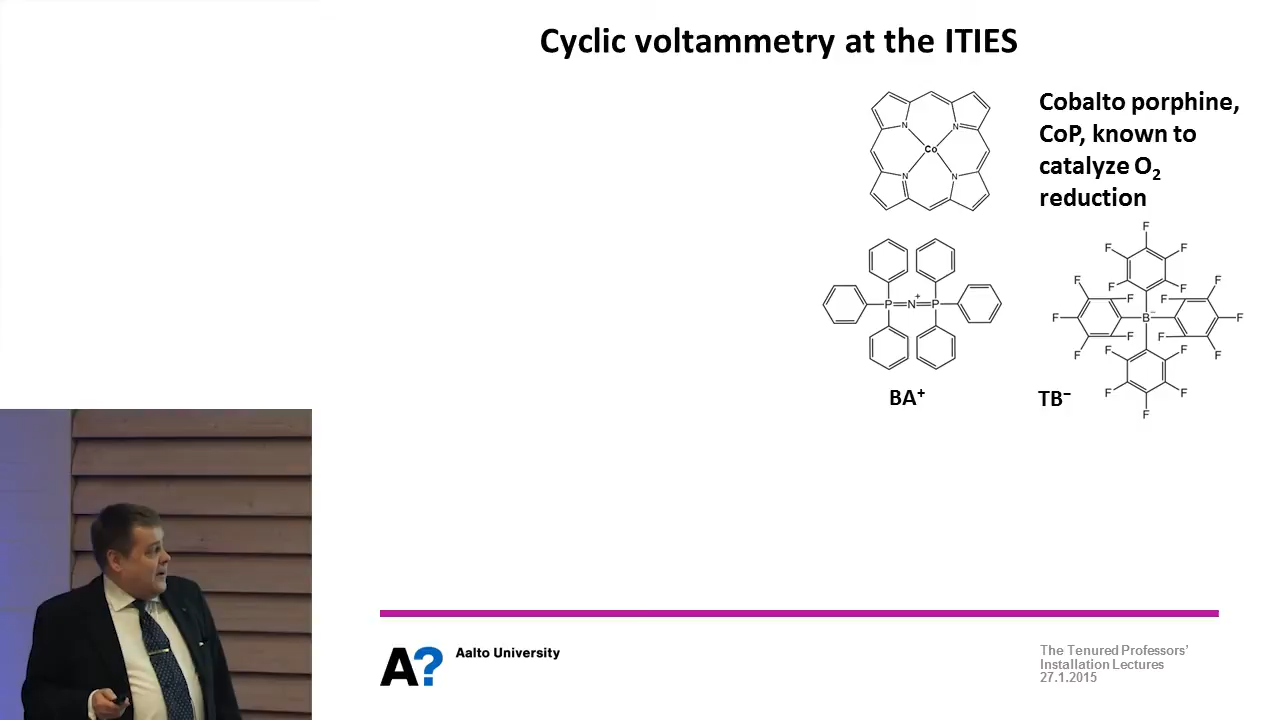 Cyclic voltammetry at the ITIES
Cobalto porphine,
CoP, known to
catalyze O₂
reduction
N
N
Co
N
N
P=N⁺=P
BA⁺
F
F
F
F
F
F
F
F
F
F
F
B⁻
F
F
F
F
F
F
F
F
F
TB⁻
A?
Aalto University
The Tenured Professors'
Installation Lectures
27.1.2015